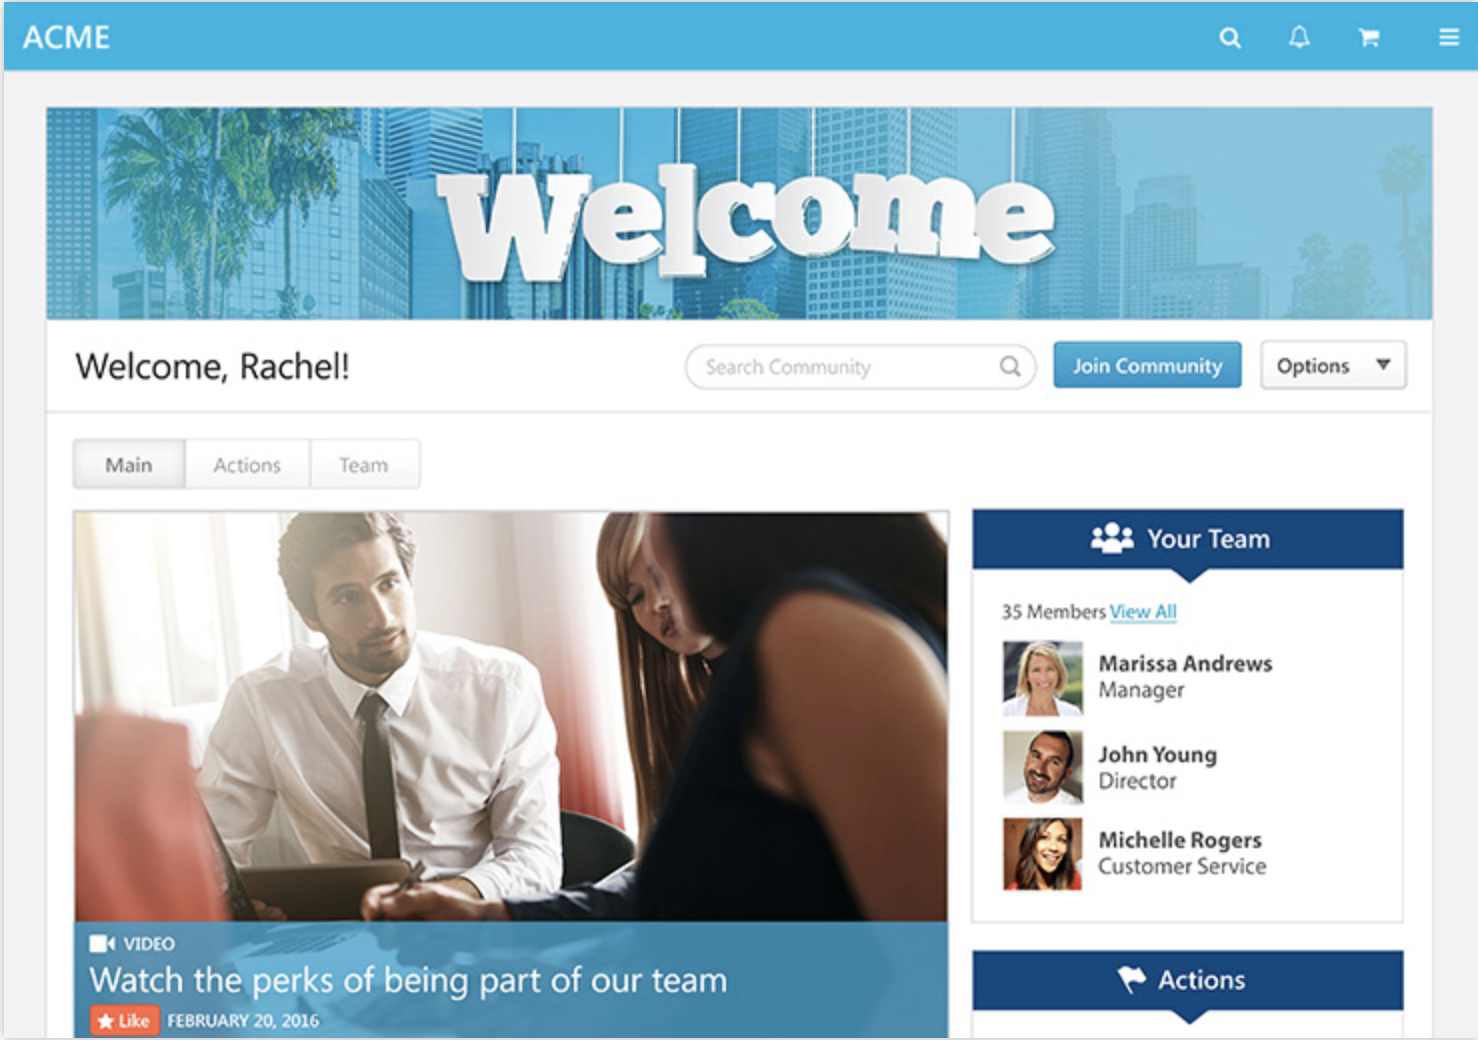 ACME
Welcome
Welcome, Rachel!
Search Community
Join Community
Options
Main
Actions
Team
Your Team
35 Members View All
Marissa Andrews
Manager
John Young
Director
Michelle Rogers
Customer Service
VIDEO
Watch the perks of being part of our team
Like FEBRUARY 20, 2016
Actions